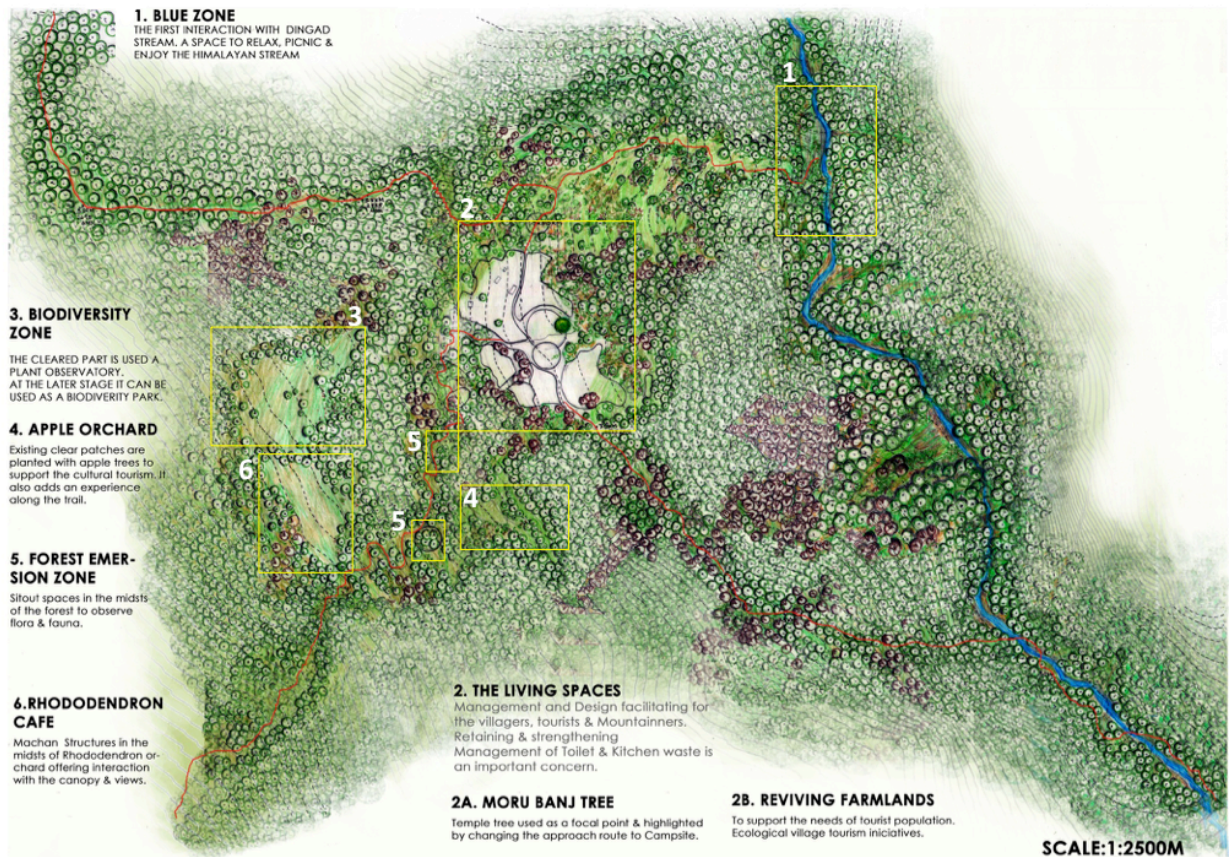 1. BLUE ZONE
THE FIRST INTERACTION WITH DINGAD
STREAM. A SPACE TO RELAX, PICNIC &
ENJOY THE HIMALAYAN STREAM
1
2
3. BIODIVERSITY
ZONE
3
THE CLEARED PART IS USED A
PLANT OBSERVATORY.
AT THE LATER STAGE IT CAN BE
USED AS A BIODIVERITY PARK.
4. APPLE ORCHARD
Existing clear patches are
planted with apple trees to
support the cultural tourism. It
also adds an experience
along the trail.
5
6
4
5
5. FOREST EMER-
SION ZONE
Sitout spaces in the midsts
of the forest to observe
flora & fauna.
6.RHODODENDRON
CAFE
Machan Structures in the
midsts of Rhododendron or-
chard offering interaction
with the canopy & views.
2. THE LIVING SPACES
Management and Design facilitating for
the villagers, tourists & Mountainners.
Retaining & strengthening
Management of Toilet & Kitchen waste is
an important concern.
2A. MORU BANJ TREE
Temple tree used as a focal point & highlighted
by changing the approach route to Campsite.
2B. REVIVING FARMLANDS
To support the needs of tourist population.
Ecological village tourism iniciatives.
SCALE:1:2500M